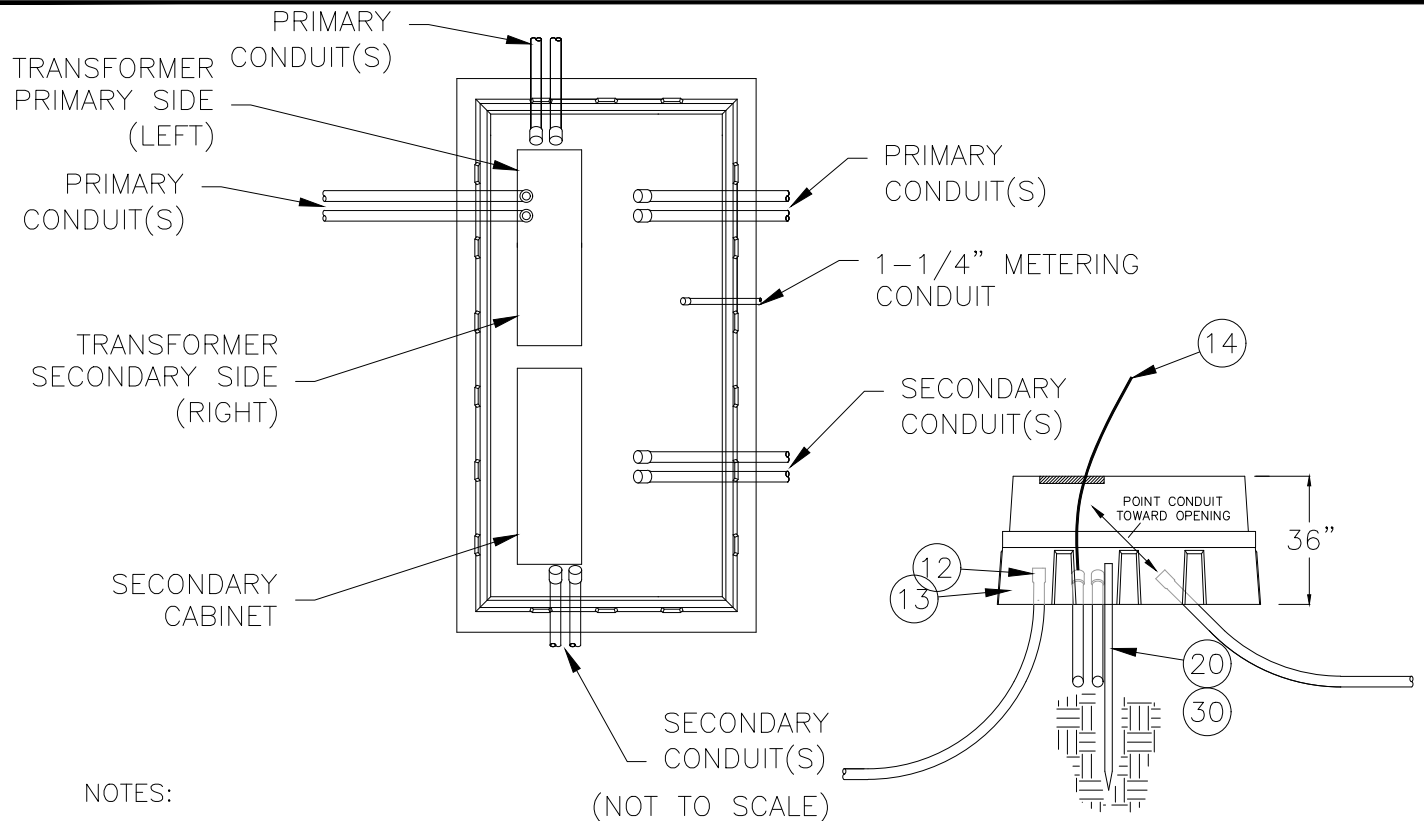 PRIMARY
CONDUIT(S)
TRANSFORMER
PRIMARY SIDE
(LEFT)
PRIMARY
CONDUIT(S)
PRIMARY
CONDUIT(S)
1-1/4” METERING
CONDUIT
TRANSFORMER
SECONDARY SIDE
(RIGHT)
14
SECONDARY
CONDUIT(S)
POINT CONDUIT
TOWARD OPENING
36”
12
13
SECONDARY
CABINET
20
30
SECONDARY
CONDUIT(S)
(NOT TO SCALE)
NOTES: